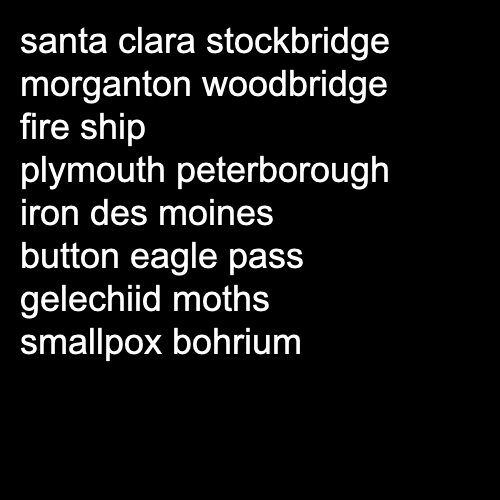 santa clara stockbridge
morganton woodbridge
fire ship
plymouth peterborough
iron des moines
button eagle pass
gelechiid moths
smallpox bohrium